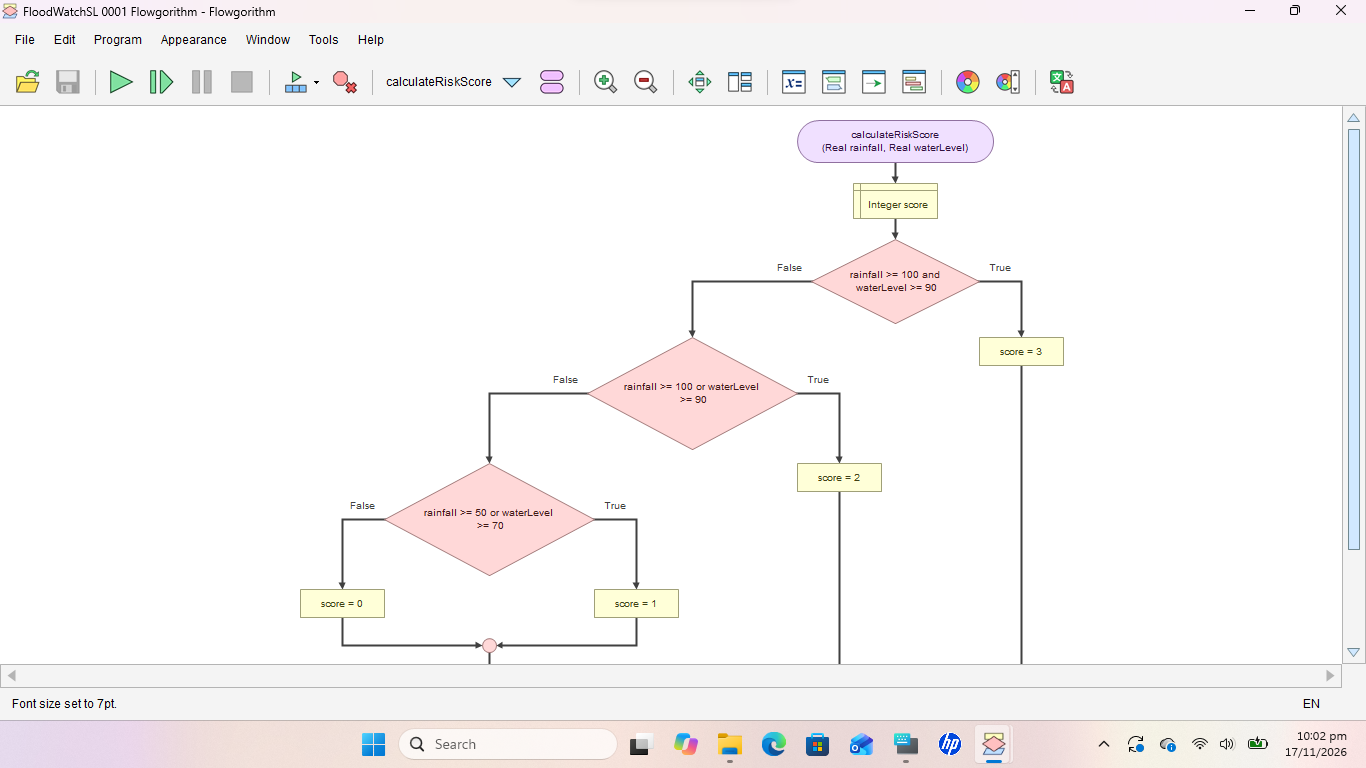 FloodWatchSL 0001 Flowgorithm - Flowgorithm
File Edit Program Appearance Window Tools Help
calculateRiskScore
x=
文
A
calculateRiskScore
(Real rainfall, Real waterLevel)
Integer score
False
True
rainfall >= 100 and
waterLevel >= 90
score = 3
False
True
rainfall >= 100 or waterLevel
>= 90
score = 2
False
True
rainfall >= 50 or waterLevel
>= 70
score = 0
score = 1
Font size set to 7pt.
EN
Search
hp
10:02 pm
17/11/2026